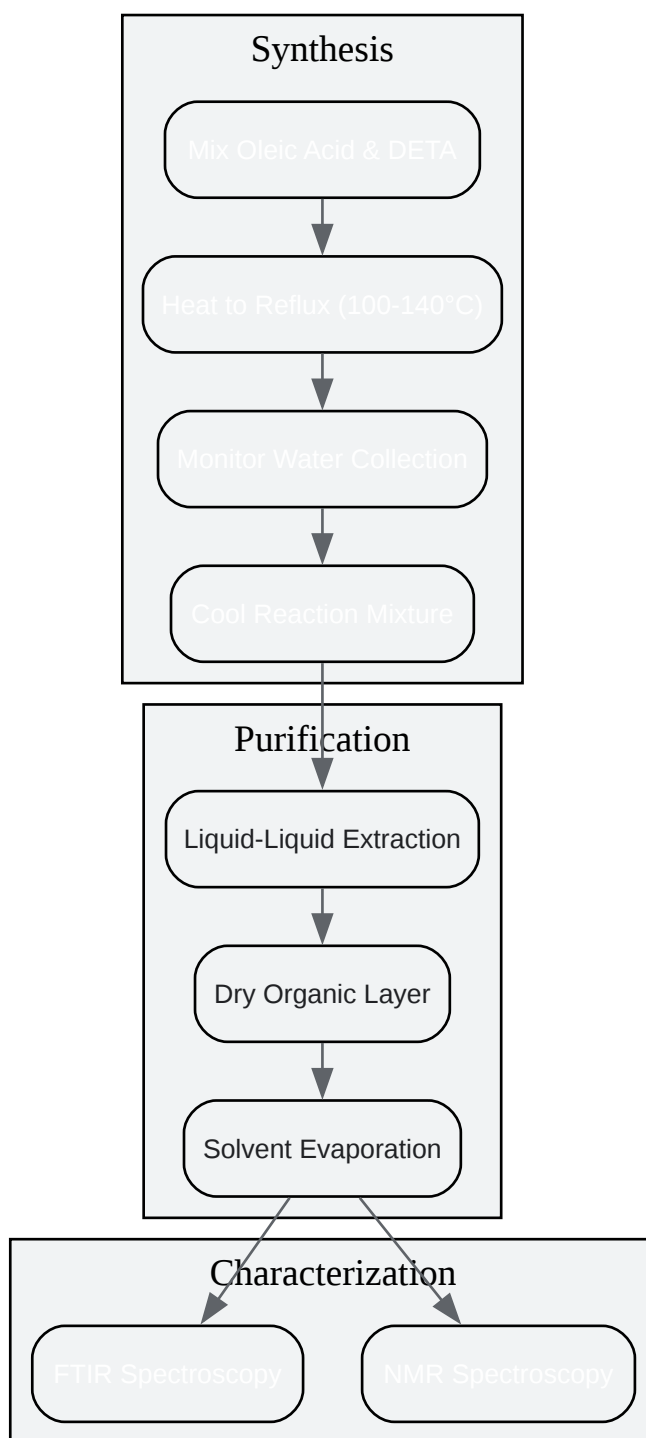 Synthesis
Mix Oleic Acid & DETA
Heat to Reflux (100-140°C)
Monitor Water Collection
Cool Reaction Mixture
Purification
Liquid-Liquid Extraction
Dry Organic Layer
Solvent Evaporation
Characterization
FTIR Spectroscopy
NMR Spectroscopy